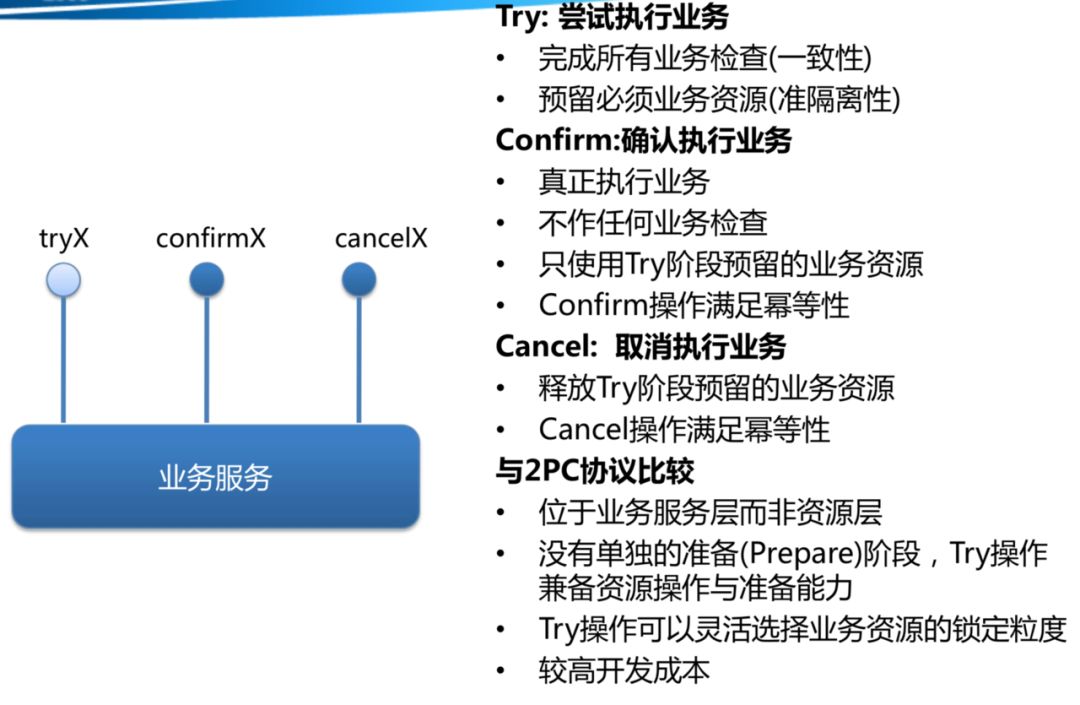 Try: 尝试执行业务
• 完成所有业务检查(一致性)
• 预留必须业务资源(准隔离性)
Confirm:确认执行业务
• 真正执行业务
• 不作任何业务检查
• 只使用Try阶段预留的业务资源
• Confirm操作满足幂等性
Cancel: 取消执行业务
• 释放Try阶段预留的业务资源
• Cancel操作满足幂等性
与2PC协议比较
• 位于业务服务层而非资源层
• 没有单独的准备(Prepare)阶段，Try操作
兼备资源操作与准备能力
• Try操作可以灵活选择业务资源的锁定粒度
• 较高开发成本
tryX
confirmX
cancelX
业务服务